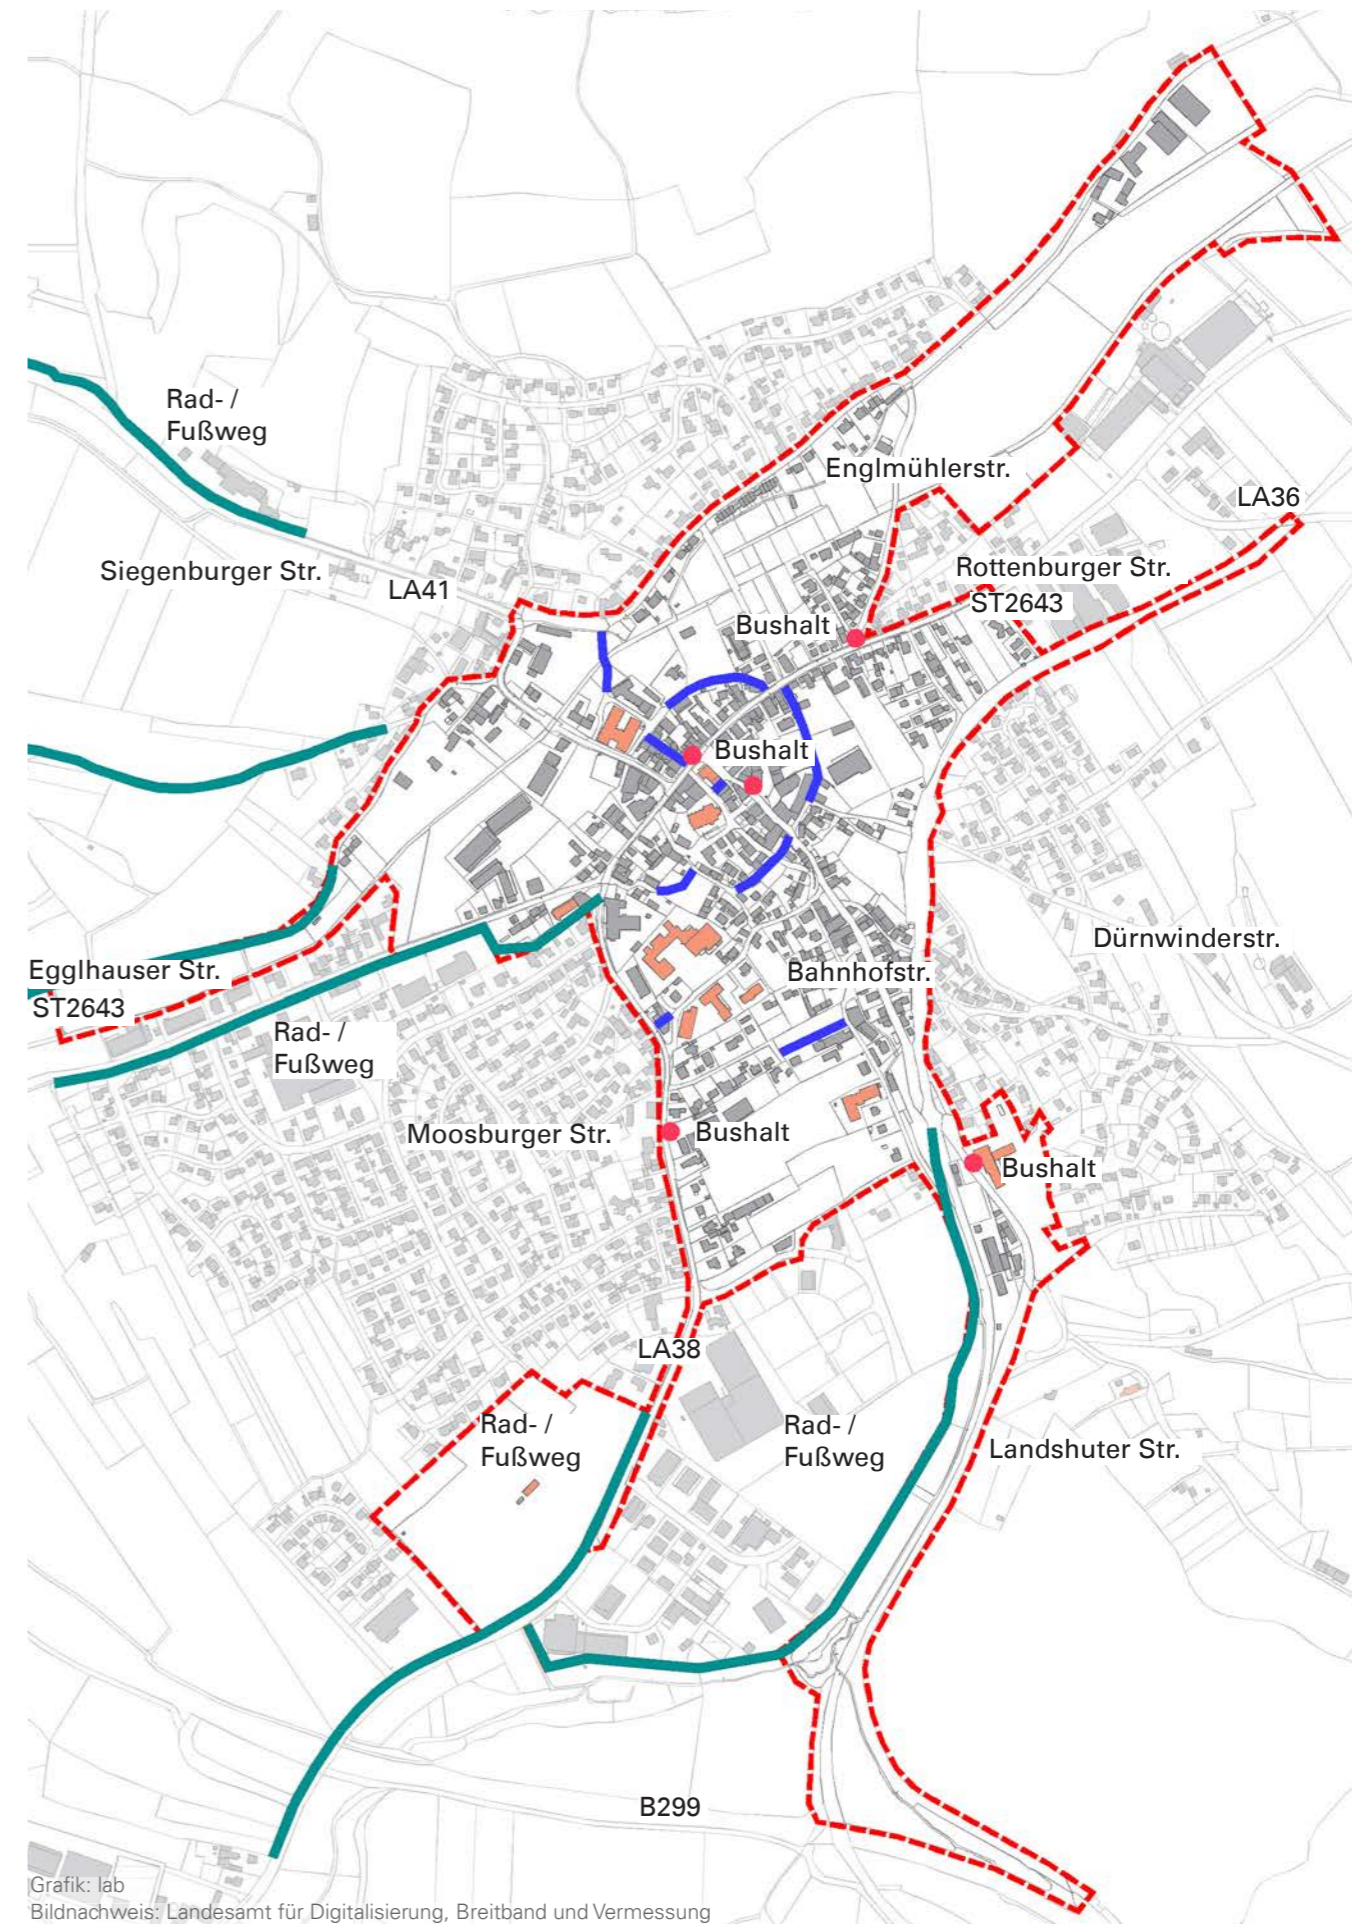 Rad- /
Fußweg
Englmühlerstr.
LA36
Siegenburger Str.
LA41
Rottenburger Str.
ST2643
Bushalt
Bushalt
Dürnwinderstr.
Egglhauser Str.
ST2643
Bahnhofstr.
Rad- /
Fußweg
Moosburger Str.
Bushalt
Bushalt
LA38
Rad- /
Fußweg
Rad- /
Fußweg
Landshuter Str.
B299
Grafik: lab
Bildnachweis: Landesamt für Digitalisierung, Breitband und Vermessung